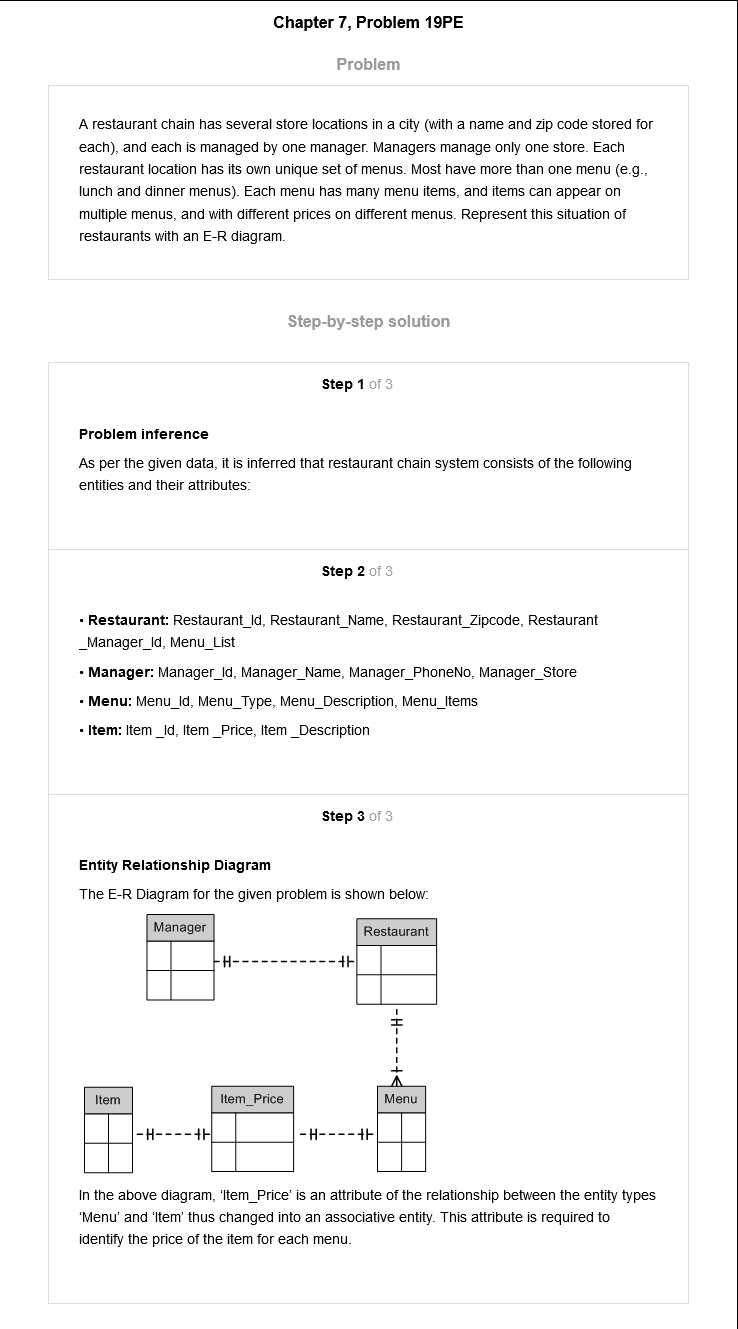 Chapter 7, Problem 19PE
Problem
A restaurant chain has several store locations in a city (with a name and zip code stored for
each), and each is managed by one manager. Managers manage only one store. Each
restaurant location has its own unique set of menus. Most have more than one menu (e.g.,
lunch and dinner menus). Each menu has many menu items, and items can appear on
multiple menus, and with different prices on different menus. Represent this situation of
restaurants with an E-R diagram.
Step-by-step solution
Step 1 of 3
Problem inference
As per the given data, it is inferred that restaurant chain system consists of the following
entities and their attributes:
Step 2 of 3
• Restaurant: Restaurant_Id, Restaurant_Name, Restaurant_Zipcode, Restaurant
_Manager_Id, Menu_List
• Manager: Manager_Id, Manager_Name, Manager_PhoneNo, Manager_Store
• Menu: Menu_Id, Menu_Type, Menu_Description, Menu_Items
• Item: Item _Id, Item _Price, Item _Description
Step 3 of 3
Entity Relationship Diagram
The E-R Diagram for the given problem is shown below:
Manager
Restaurant
Item
Item_Price
Menu
In the above diagram, ‘Item_Price’ is an attribute of the relationship between the entity types
‘Menu’ and ‘Item’ thus changed into an associative entity. This attribute is required to
identify the price of the item for each menu.